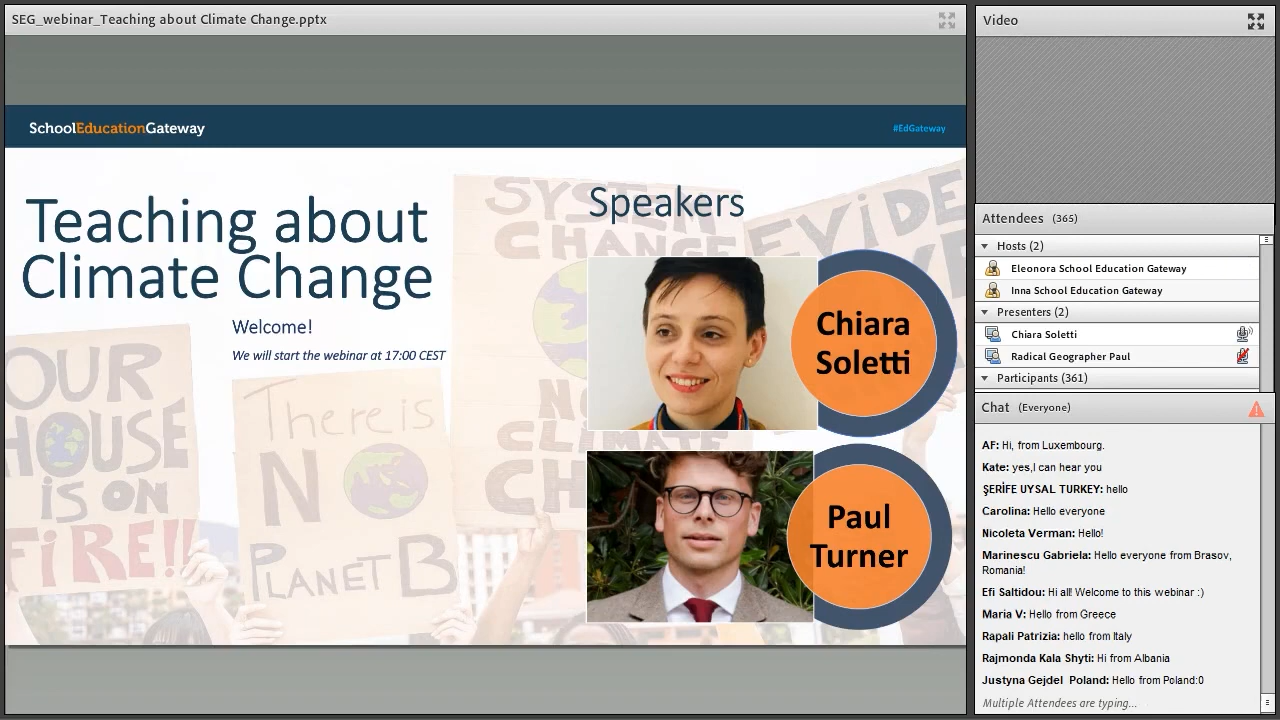 SEG_webinar_Teaching about Climate Change.pptx
SchoolEducationGateway
#EdGateway
Teaching about
Climate Change
Welcome!
We will start the webinar at 17:00 CEST
Speakers
Chiara
Soletti
Paul
Turner
OUR
HOUSE
IS ON
FiRE!!
There is
NO
PLANET B
SYSTEM
CHANGE
NO
CLIMATE
CH
EVIDE
Video
Attendees (365)
Hosts (2)
Eleonora School Education Gateway
Inna School Education Gateway
Presenters (2)
Chiara Soletti
Radical Geographer Paul
Participants (361)
Chat (Everyone)
AF: Hi, from Luxembourg.
Kate: yes,I can hear you
ŞERİFE UYSAL TURKEY: hello
Carolina: Hello everyone
Nicoleta Verman: Hello!
Marinescu Gabriela: Hello everyone from Brasov,
Romania!
Efi Saltidou: Hi all! Welcome to this webinar :)
Maria V: Hello from Greece
Rapali Patrizia: hello from Italy
Rajmonda Kala Shyti: Hi from Albania
Justyna Gejdel  Poland: Hello from Poland:0
Multiple Attendees are typing...